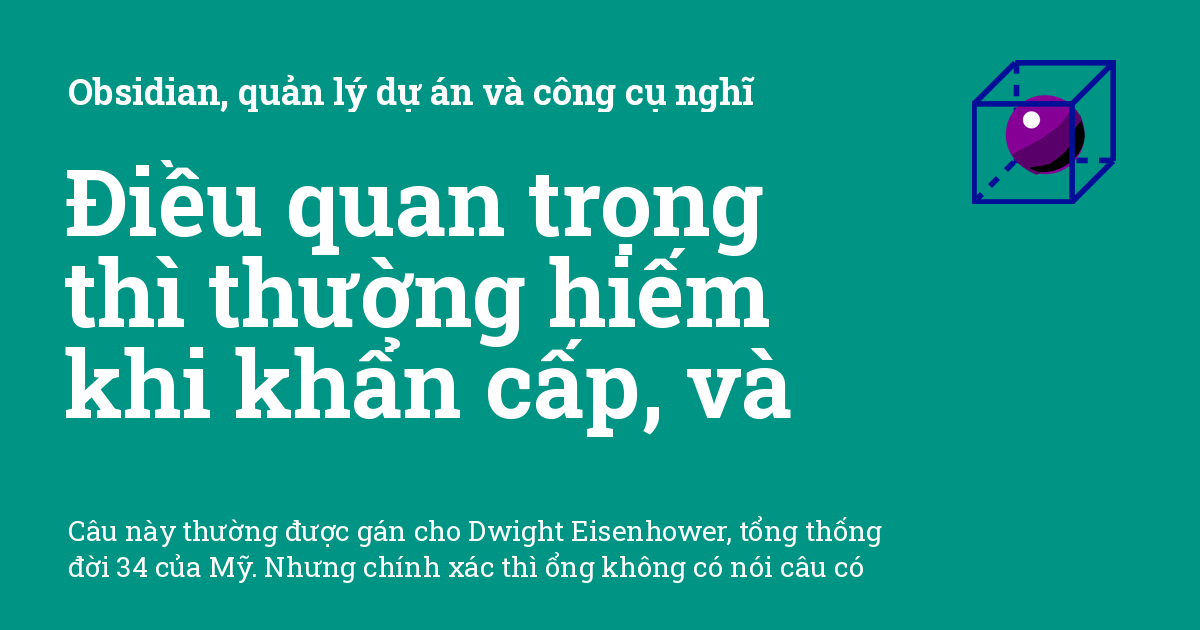 Obsidian, quản lý dự án và công cụ nghĩ
Điều quan trọng
thì thường hiếm
khi khẩn cấp, và
Câu này thường được gán cho Dwight Eisenhower, tổng thống
đời 34 của Mỹ. Nhưng chính xác thì ổng không có nói câu có